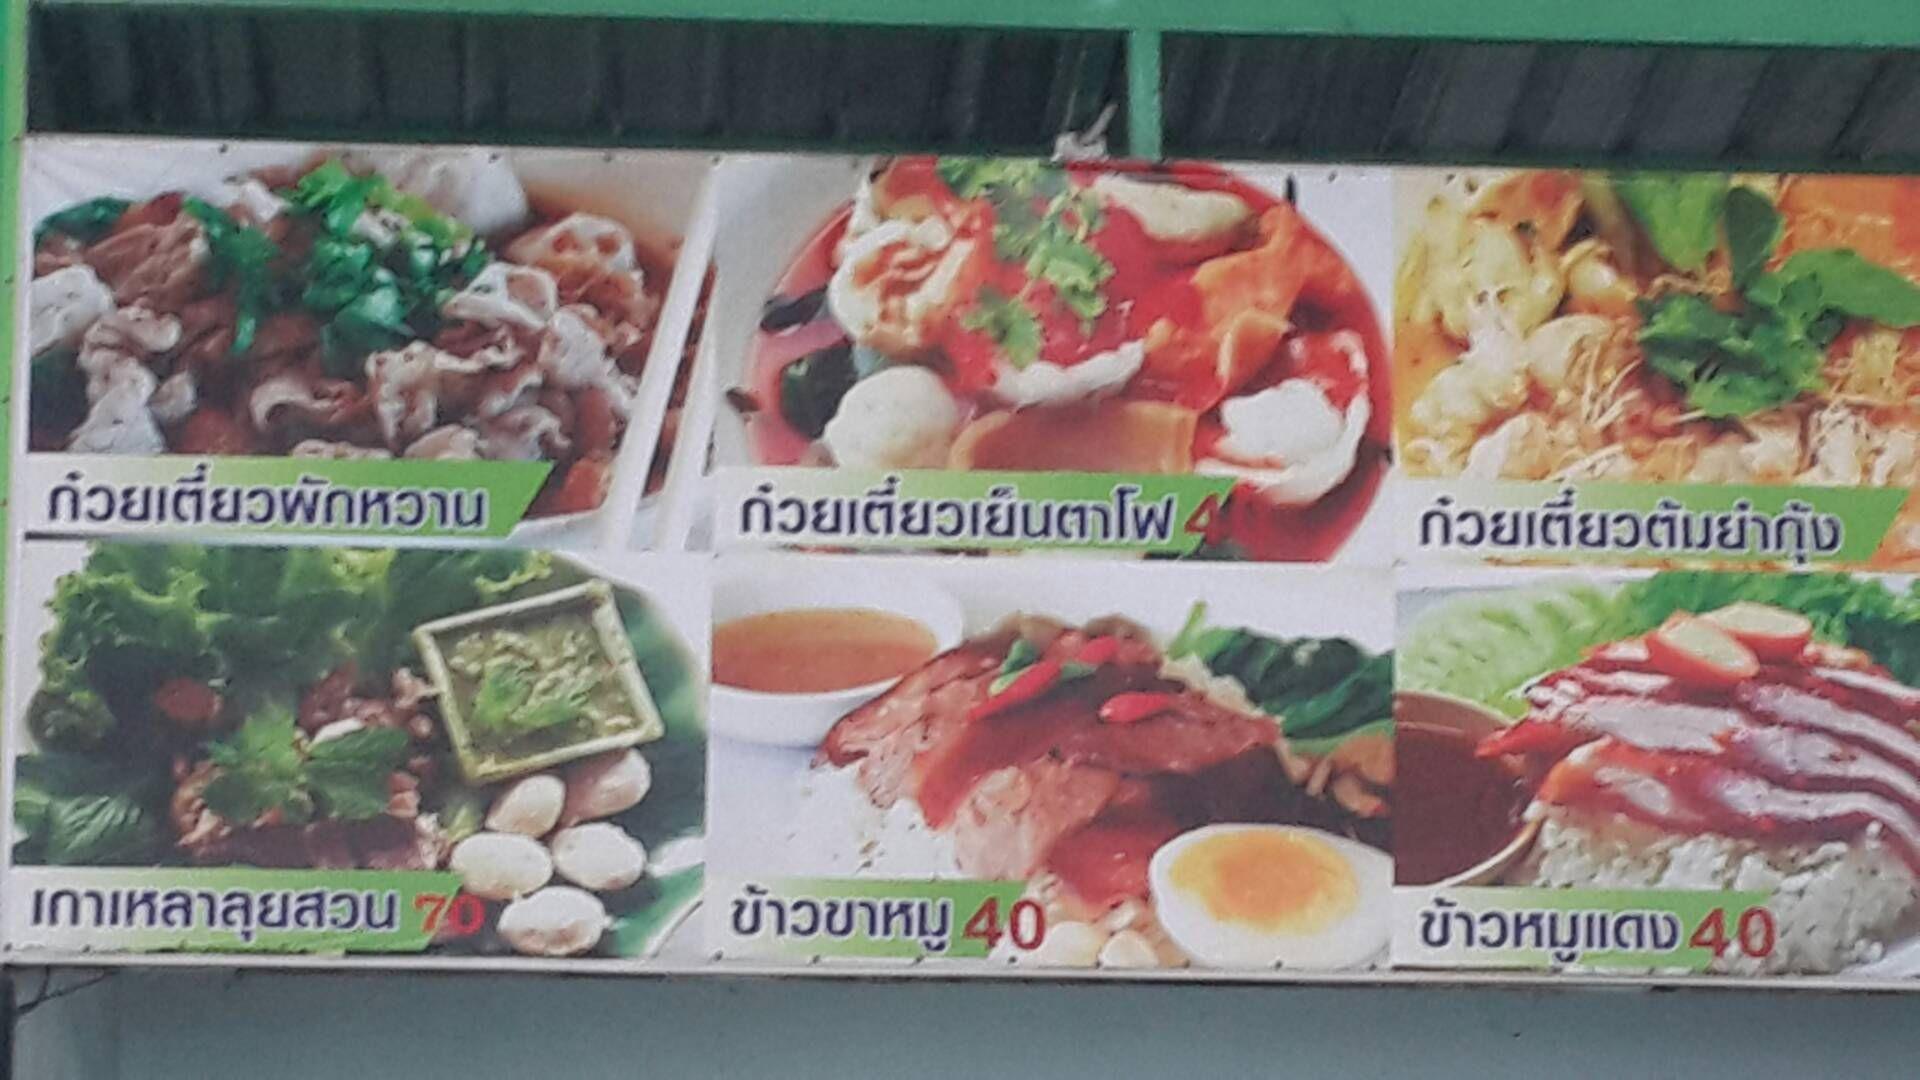 ก๋วยเตี๋ยวผักหวาน
ก๋วยเตี๋ยวเย็นตาโฟ
ก๋วยเตี๋ยวต้มยำกุ้ง
เกาเหลาลุยสวน 70
ข้าวขาหมู 40
ข้าวหมูแดง 40